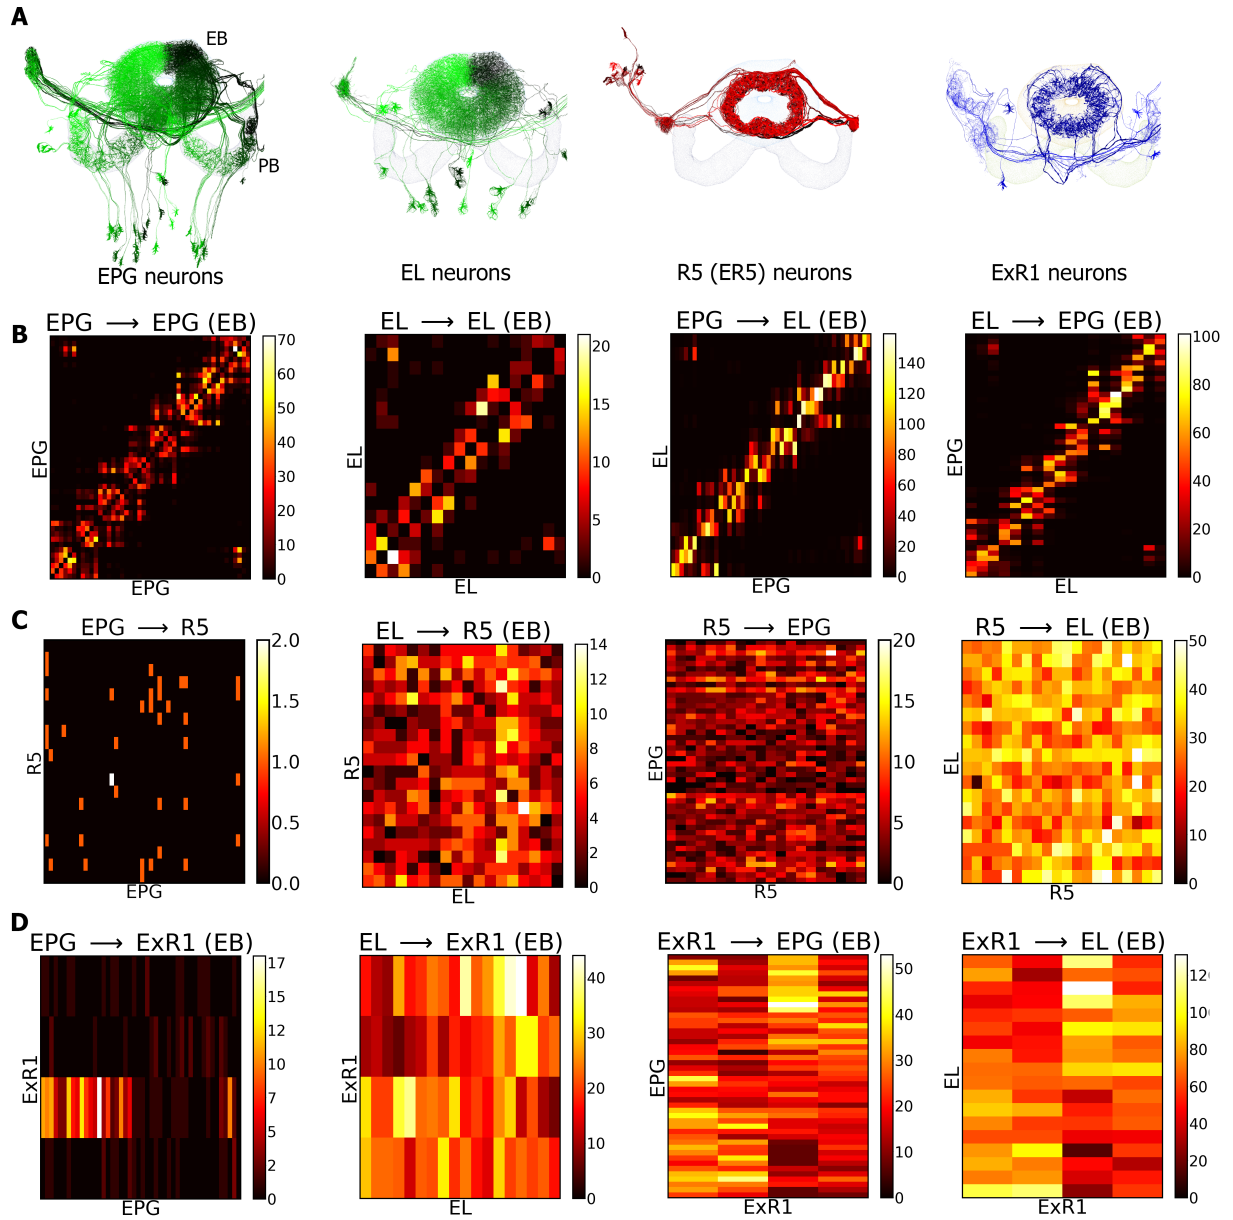 A
EB
PB
EPG neurons
EL neurons
R5 (ER5) neurons
ExR1 neurons
B
EPG → EPG (EB)
EPG
EPG
70
60
50
40
30
20
10
0
EL → EL (EB)
EL
EL
20
15
10
5
0
EPG → EL (EB)
EL
EPG
140
120
100
80
60
40
20
0
EL → EPG (EB)
EPG
EL
100
80
60
40
20
0
C
EPG → R5
R5
EPG
2.0
1.5
1.0
0.5
0.0
EL → R5 (EB)
R5
EL
14
12
10
8
6
4
2
0
R5 → EPG
EPG
R5
20
15
10
5
0
R5 → EL (EB)
EL
R5
50
40
30
20
10
0
D
EPG → ExR1 (EB)
ExR1
EPG
17
15
13
12
10
8
7
5
3
2
0
EL → ExR1 (EB)
ExR1
EL
40
30
20
10
0
ExR1 → EPG (EB)
EPG
ExR1
50
40
30
20
10
0
ExR1 → EL (EB)
EL
ExR1
80
60
40
20
0